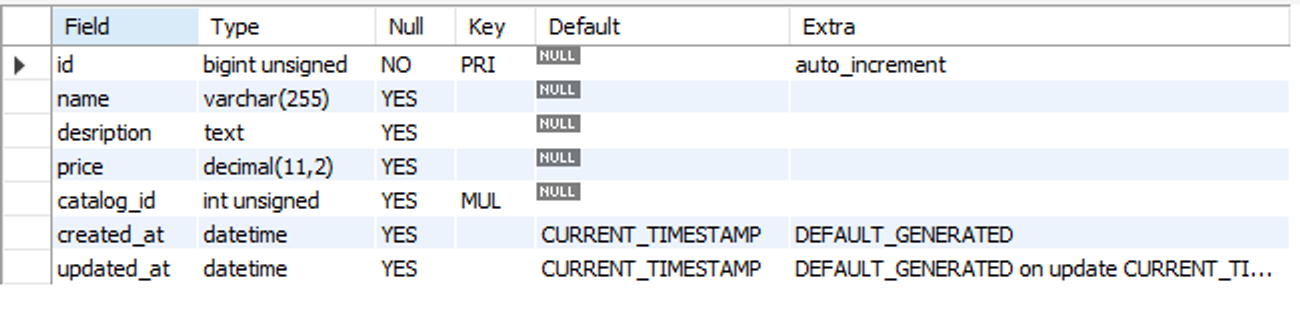 Field Type Null Key Default Extra
id bigint unsigned NO PRI NULL auto_increment
name varchar(255) YES NULL
desription text YES NULL
price decimal(11,2) YES NULL
catalog_id int unsigned YES MUL NULL
created_at datetime YES CURRENT_TIMESTAMP DEFAULT_GENERATED
updated_at datetime YES CURRENT_TIMESTAMP DEFAULT_GENERATED on update CURRENT_TI...